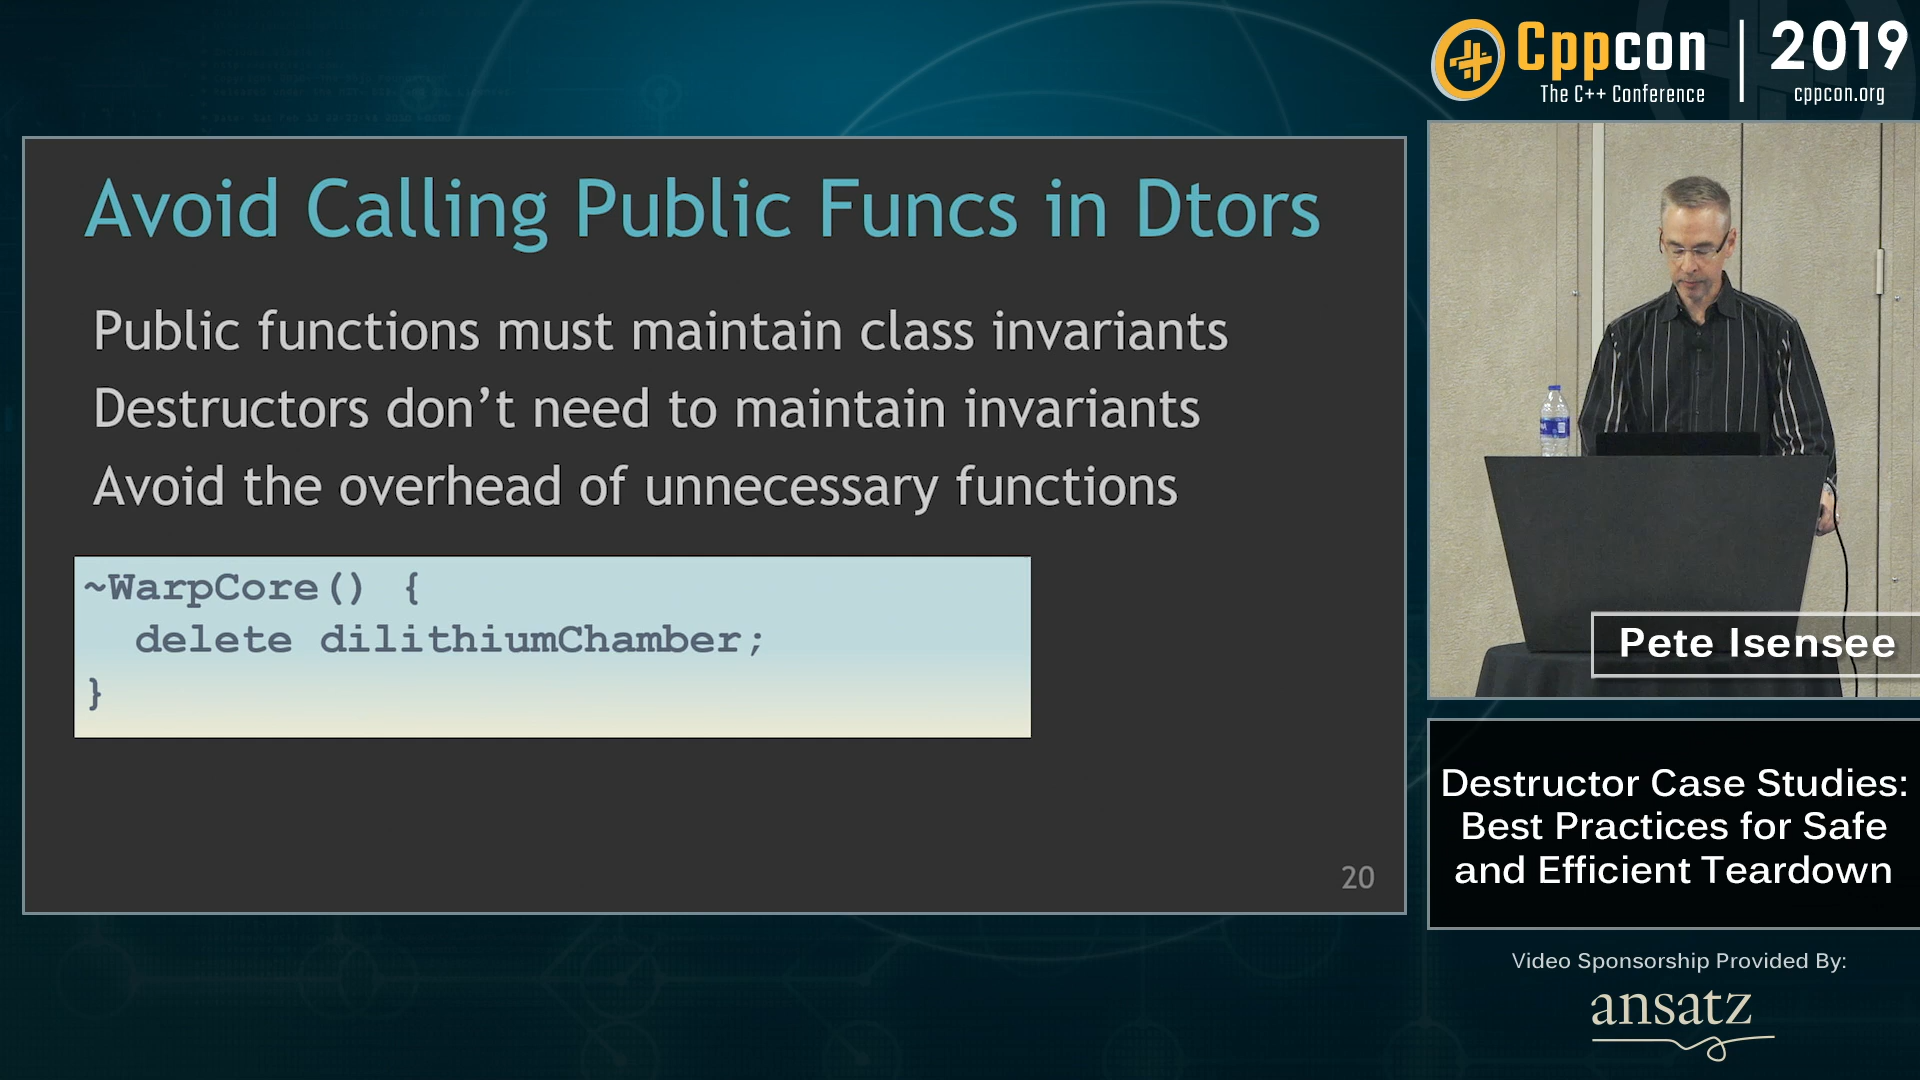 Cppcon | 2019
The C++ Conference
cppcon.org
Avoid Calling Public Funcs in Dtors
Public functions must maintain class invariants
Destructors don’t need to maintain invariants
Avoid the overhead of unnecessary functions
~WarpCore() {
delete dilithiumChamber;
}
20
Pete Isensee
Destructor Case Studies:
Best Practices for Safe
and Efficient Teardown
Video Sponsorship Provided By:
ansatz